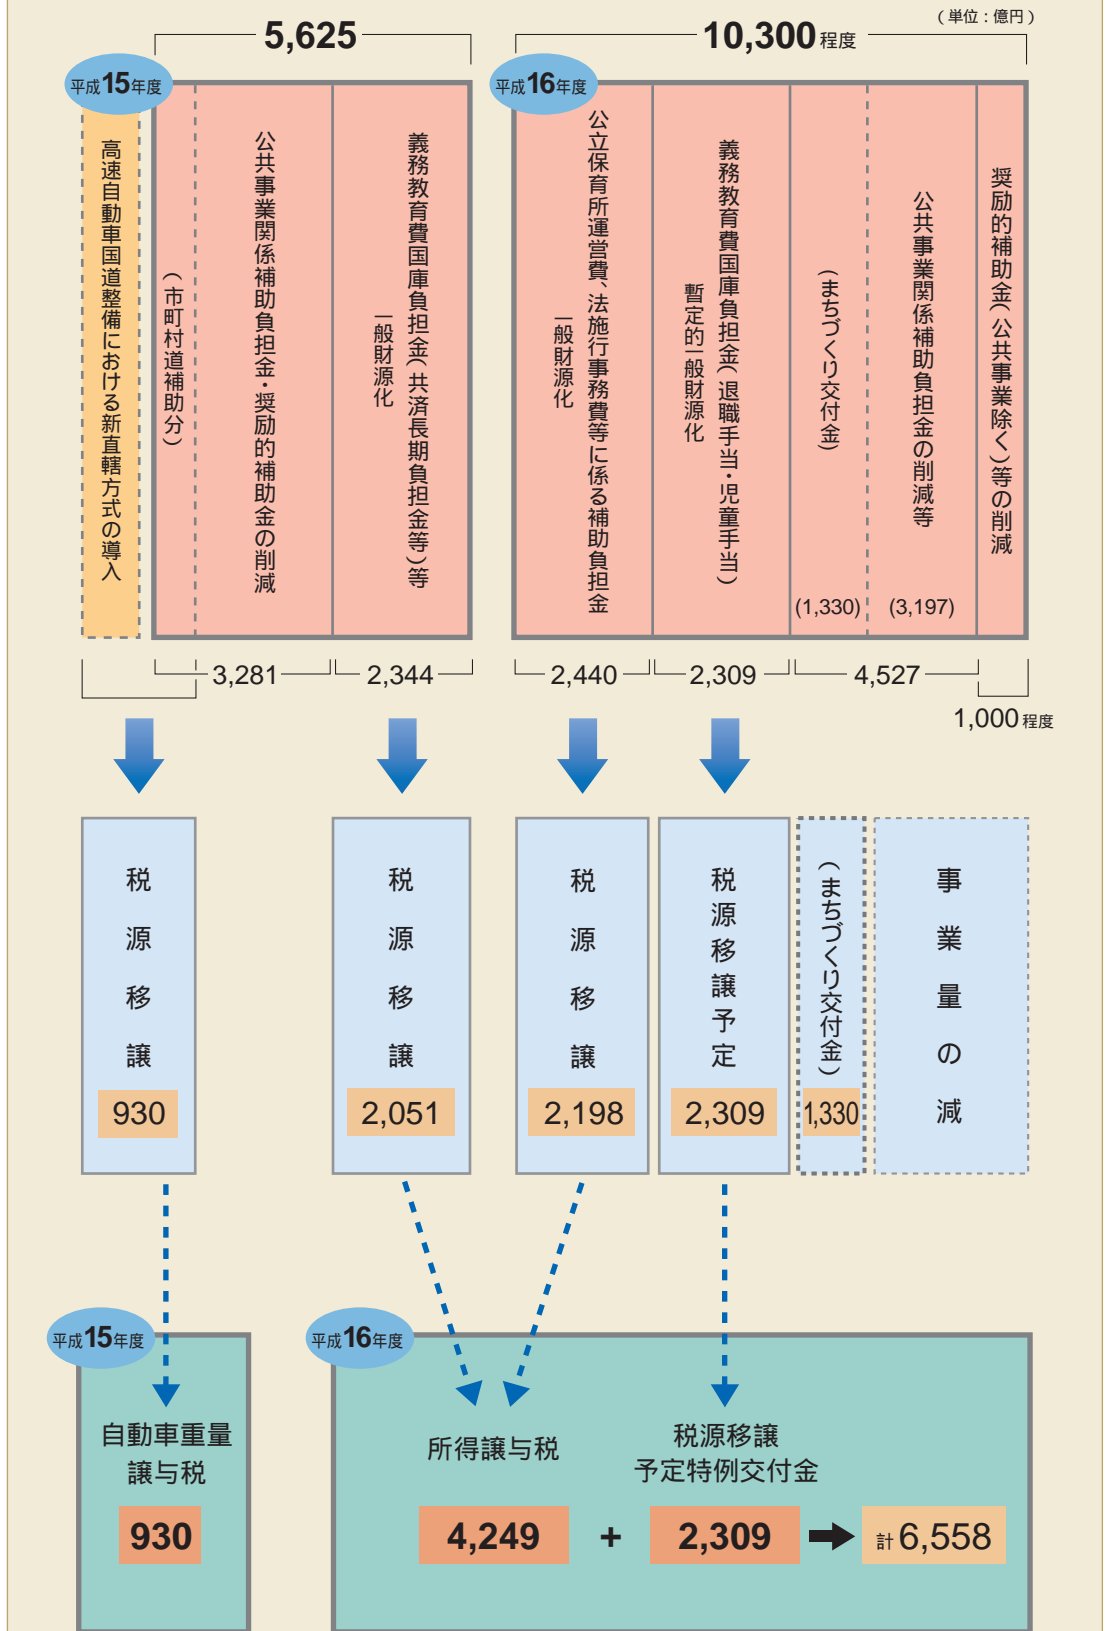 （単位：億円）
5,625
10,300程度
平成15年度
平成16年度
高速自動車国道整備における新直轄方式の導入
（市町村道補助分）
公共事業関係補助負担金・奨励的補助金の削減
義務教育費国庫負担金（共済長期負担金等）等
一般財源化
公立保育所運営費、法施行事務費等に係る補助負担金
一般財源化
義務教育費国庫負担金（退職手当・児童手当）
暫定的一般財源化
（まちづくり交付金）
(1,330)
公共事業関係補助負担金の削減等
(3,197)
奨励的補助金（公共事業除く）等の削減
3,281
2,344
2,440
2,309
4,527
1,000程度
税源移譲
930
税源移譲
2,051
税源移譲
2,198
税源移譲予定
2,309
（まちづくり交付金）
1,330
事業量の減
平成15年度
自動車重量
譲与税
930
平成16年度
所得譲与税
4,249
+
税源移譲
予定特例交付金
2,309
計6,558